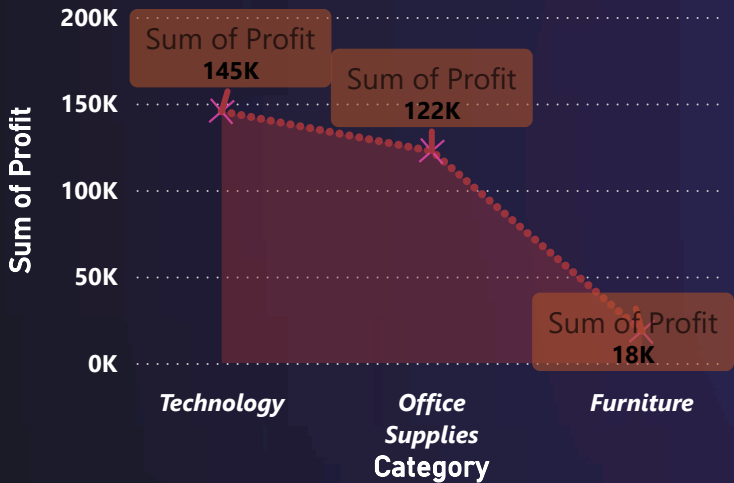 200K
Sum of Profit
145K
Sum of Profit
122K
150K
100K
50K
Sum of Profit
18K
0K
Sum of Profit
Technology
Office
Supplies
Furniture
Category